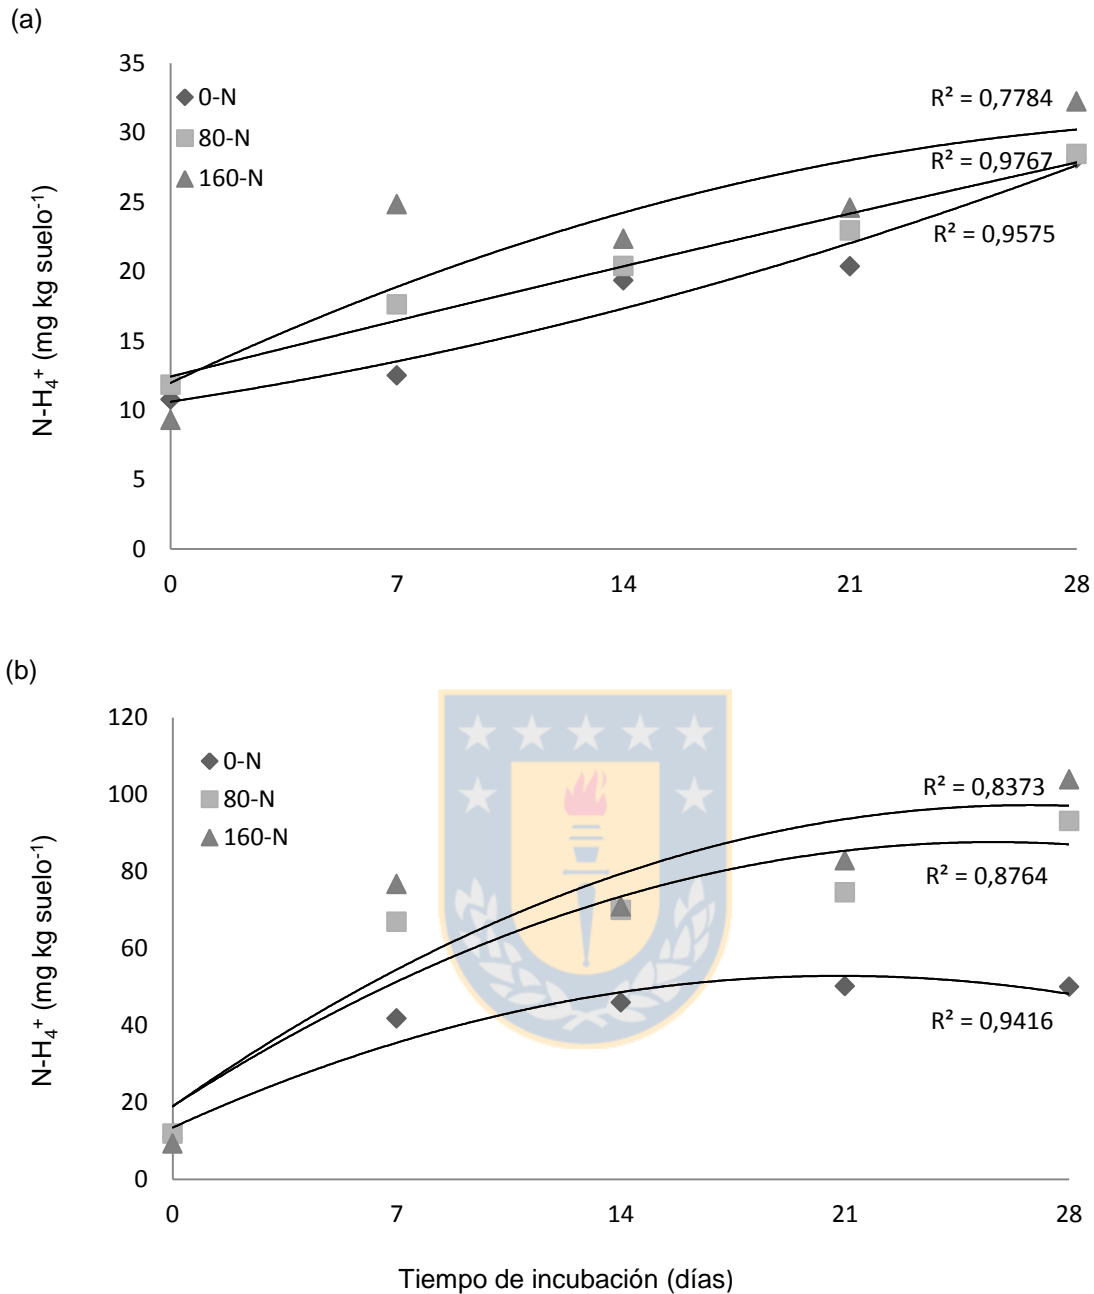 (a)
35
30
25
20
15
10
5
0
N-H₄⁺ (mg kg suelo⁻¹)
0-N
80-N
160-N
R² = 0,7784
R² = 0,9767
R² = 0,9575
0 7 14 21 28
(b)
120
100
80
60
40
20
0
N-H₄⁺ (mg kg suelo⁻¹)
0-N
80-N
160-N
R² = 0,8373
R² = 0,8764
R² = 0,9416
0 7 14 21 28
Tiempo de incubación (días)